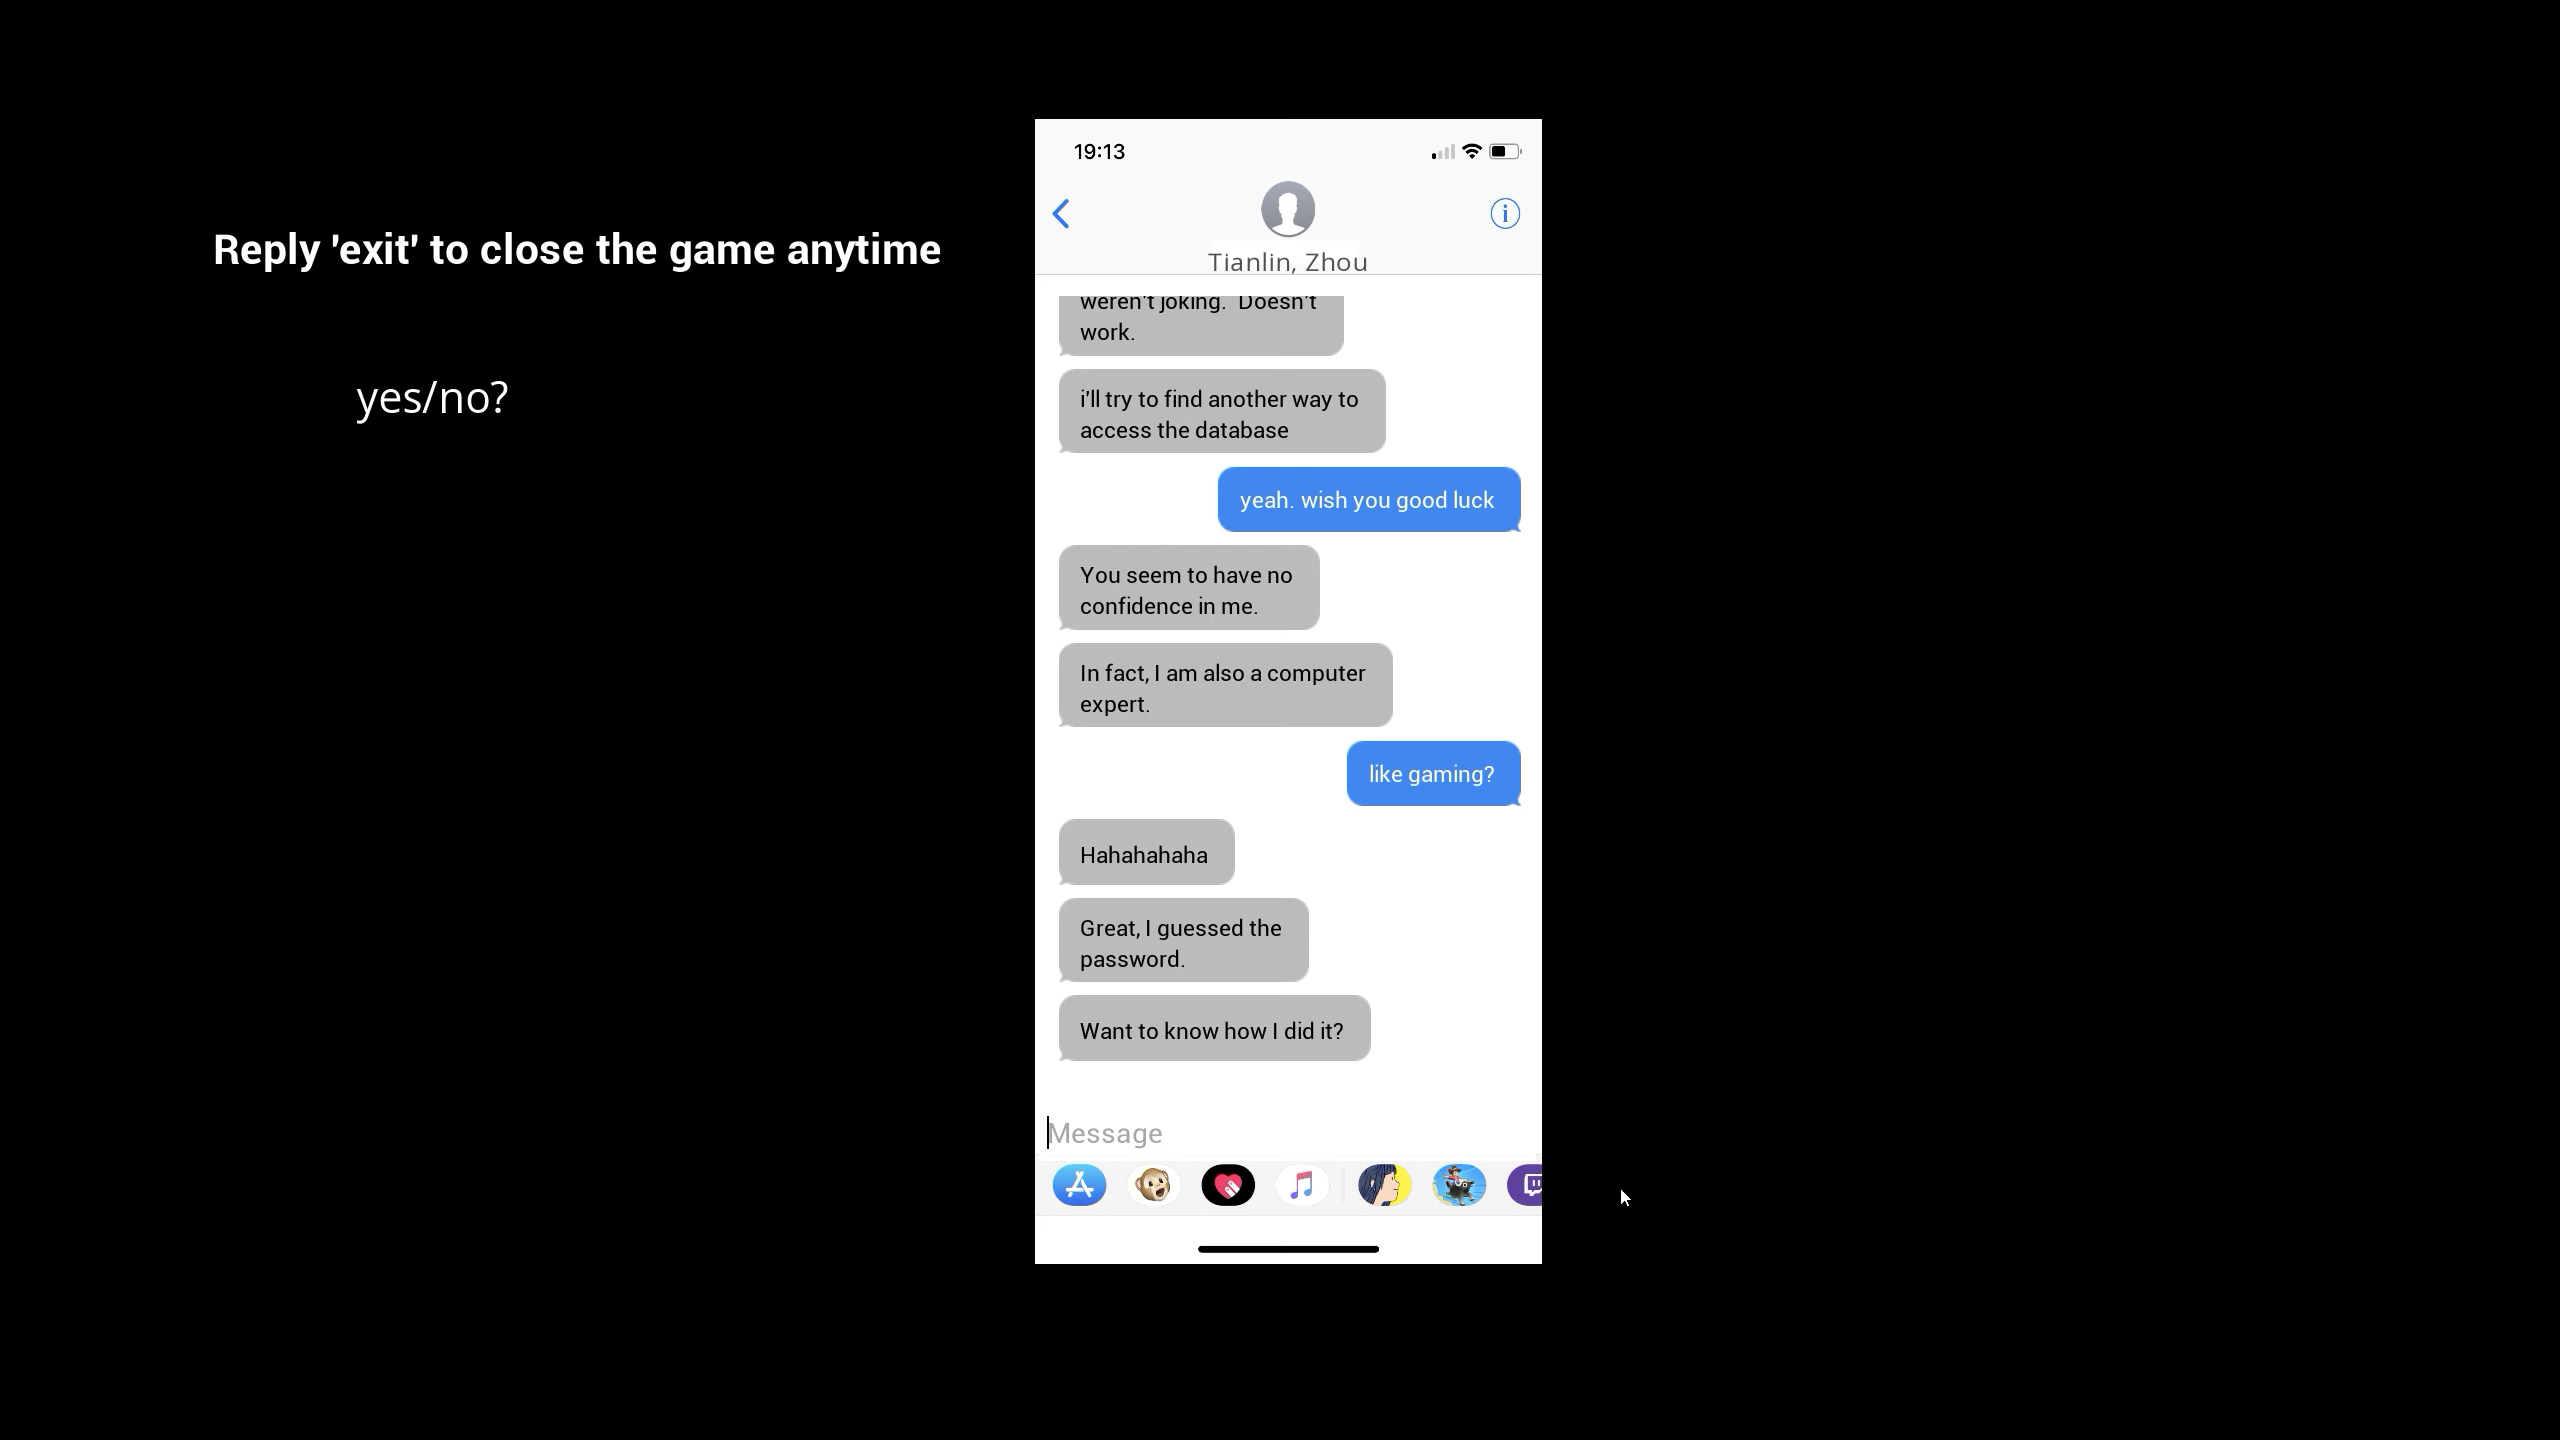 Reply 'exit' to close the game anytime
yes/no?
19:13
Tianlin, Zhou
weren't joking.  Doesn't
work.
i'll try to find another way to
access the database
yeah. wish you good luck
You seem to have no
confidence in me.
In fact, I am also a computer
expert.
like gaming?
Hahahahaha
Great, I guessed the
password.
Want to know how I did it?
Message